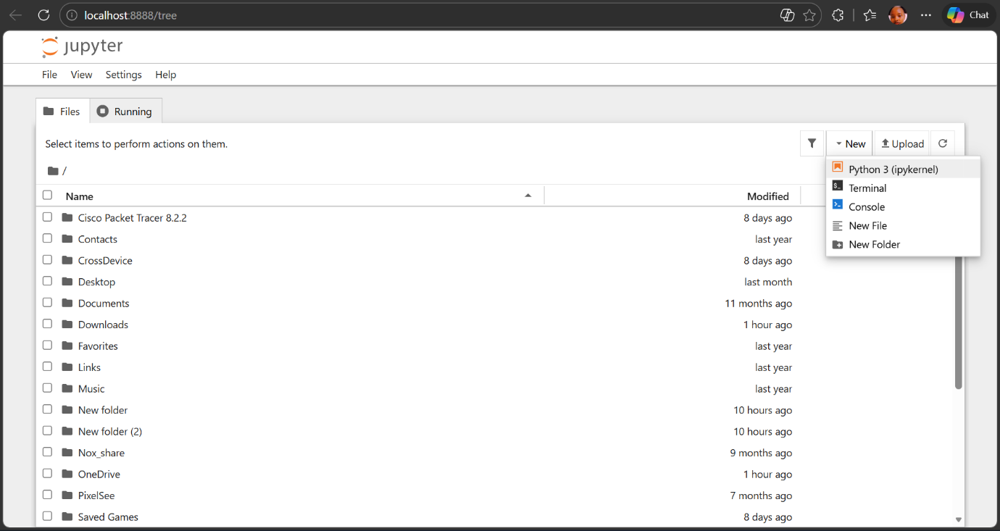 localhost:8888/tree
Chat
jupyter
File View Settings Help
Files Running
Select items to perform actions on them.
New Upload
/
Python 3 (ipykernel)
Terminal
Console
New File
New Folder
Name Modified
Cisco Packet Tracer 8.2.2 8 days ago
Contacts last year
CrossDevice 8 days ago
Desktop last month
Documents 11 months ago
Downloads 1 hour ago
Favorites last year
Links last year
Music last year
New folder 10 hours ago
New folder (2) 10 hours ago
Nox_share 9 months ago
OneDrive 1 hour ago
PixelSee 7 months ago
Saved Games 8 days ago